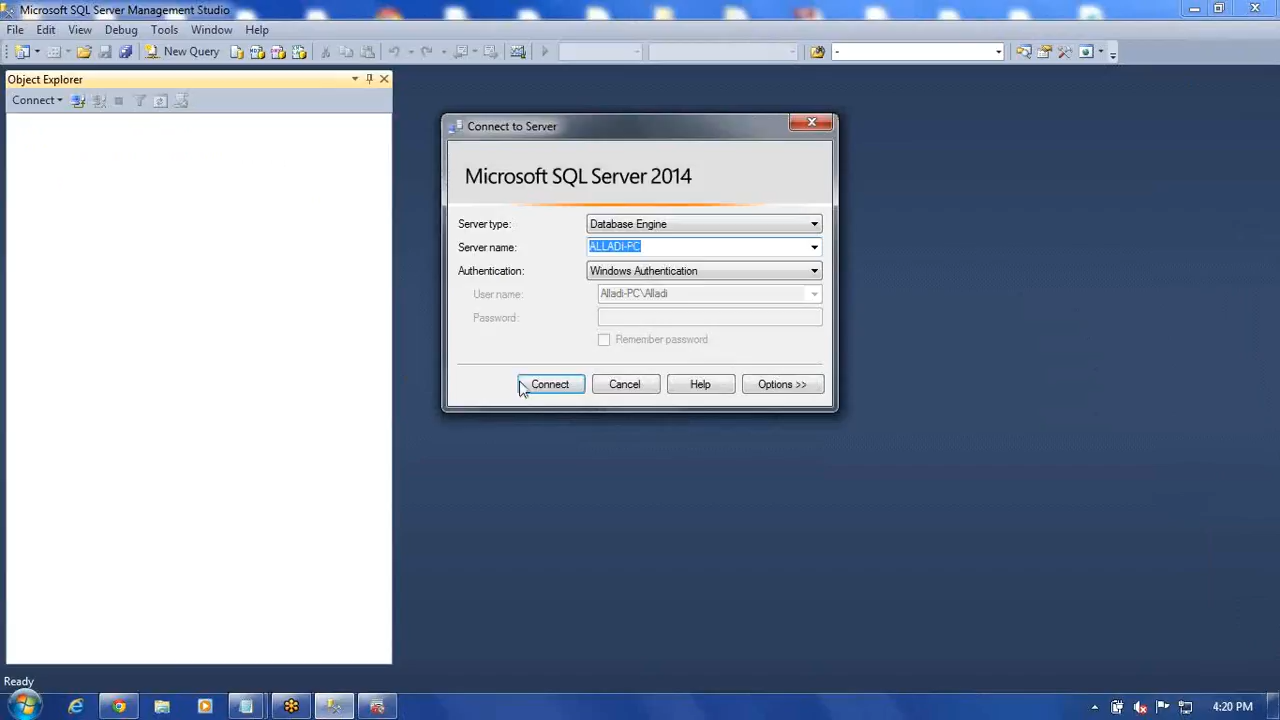 Microsoft SQL Server Management Studio
File Edit View Debug Tools Window Help
New Query
Object Explorer
Connect
Connect to Server
Microsoft SQL Server 2014
Server type: Database Engine
Server name: ALLADI-PC
Authentication: Windows Authentication
User name: Alladi-PC\Alladi
Password:
Remember password
Connect Cancel Help Options >>
Ready
4:20 PM